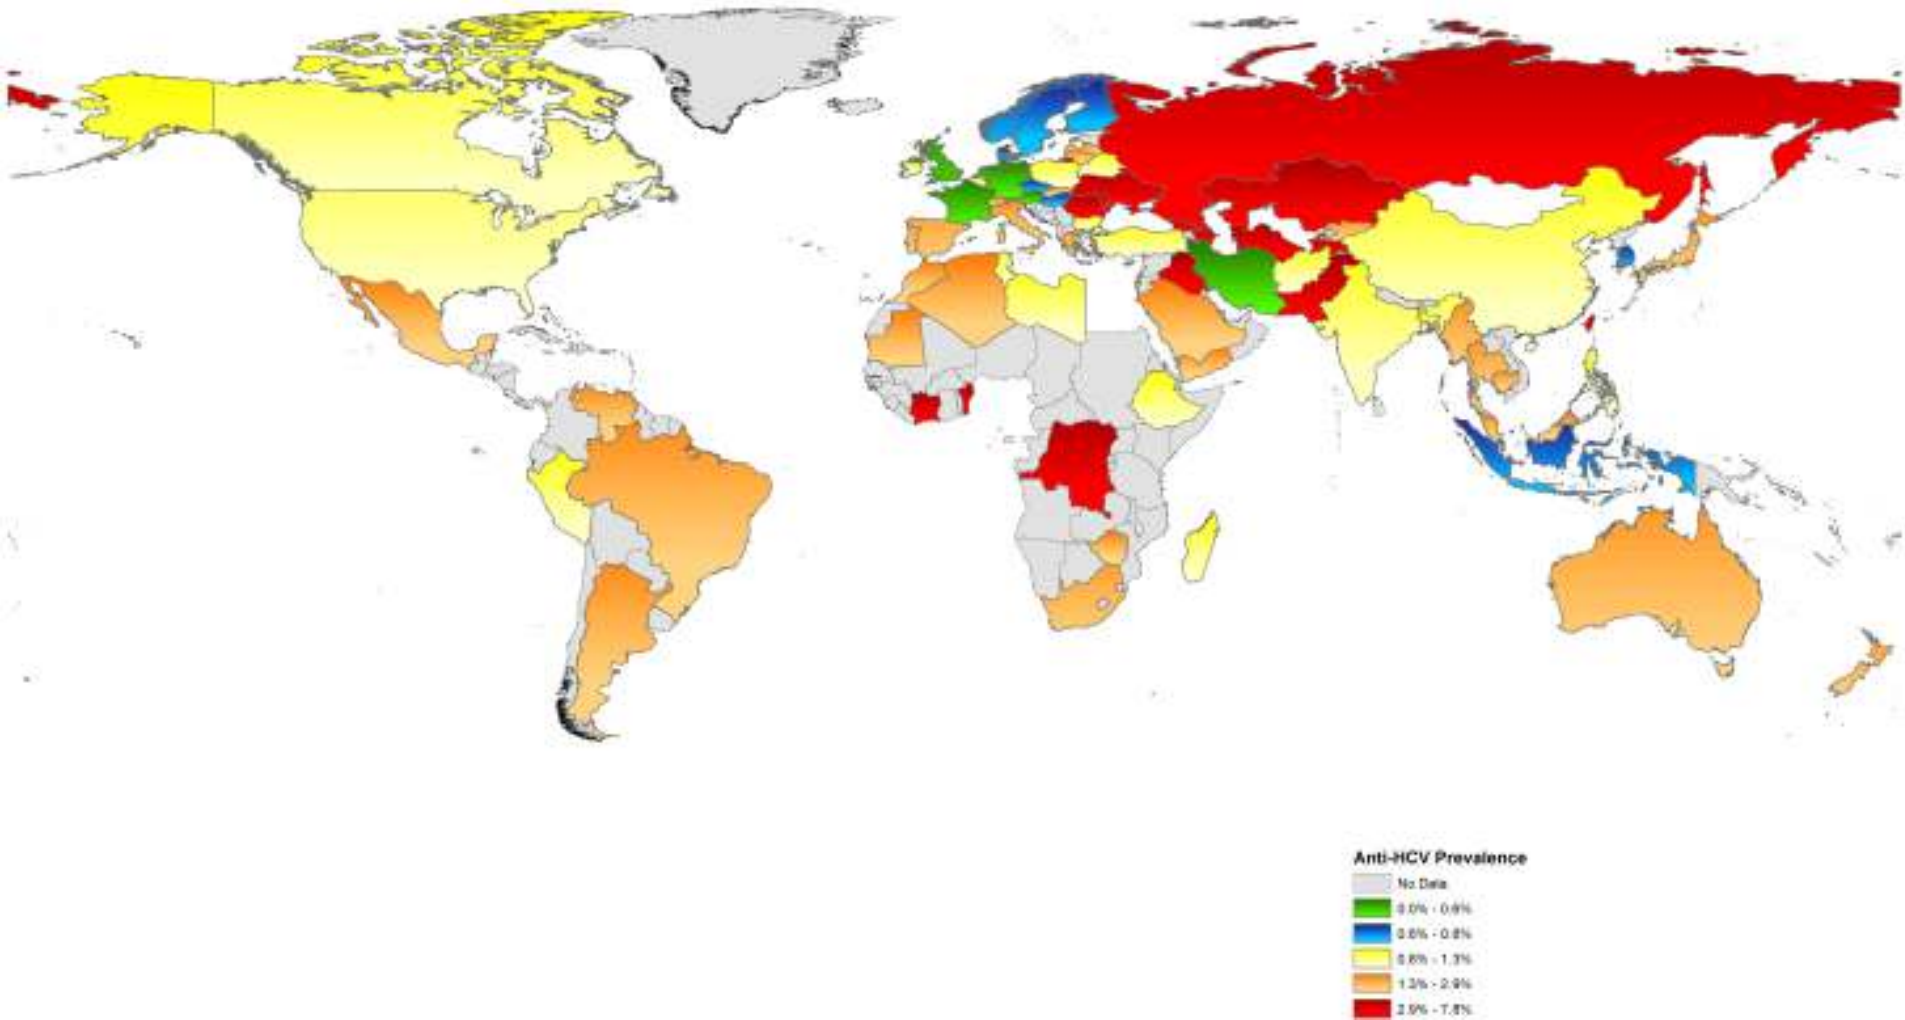 Anti-HCV Prevalence
No Data
0.0% - 0.6%
0.6% - 0.8%
0.8% - 1.3%
1.3% - 2.9%
2.9% - 7.8%